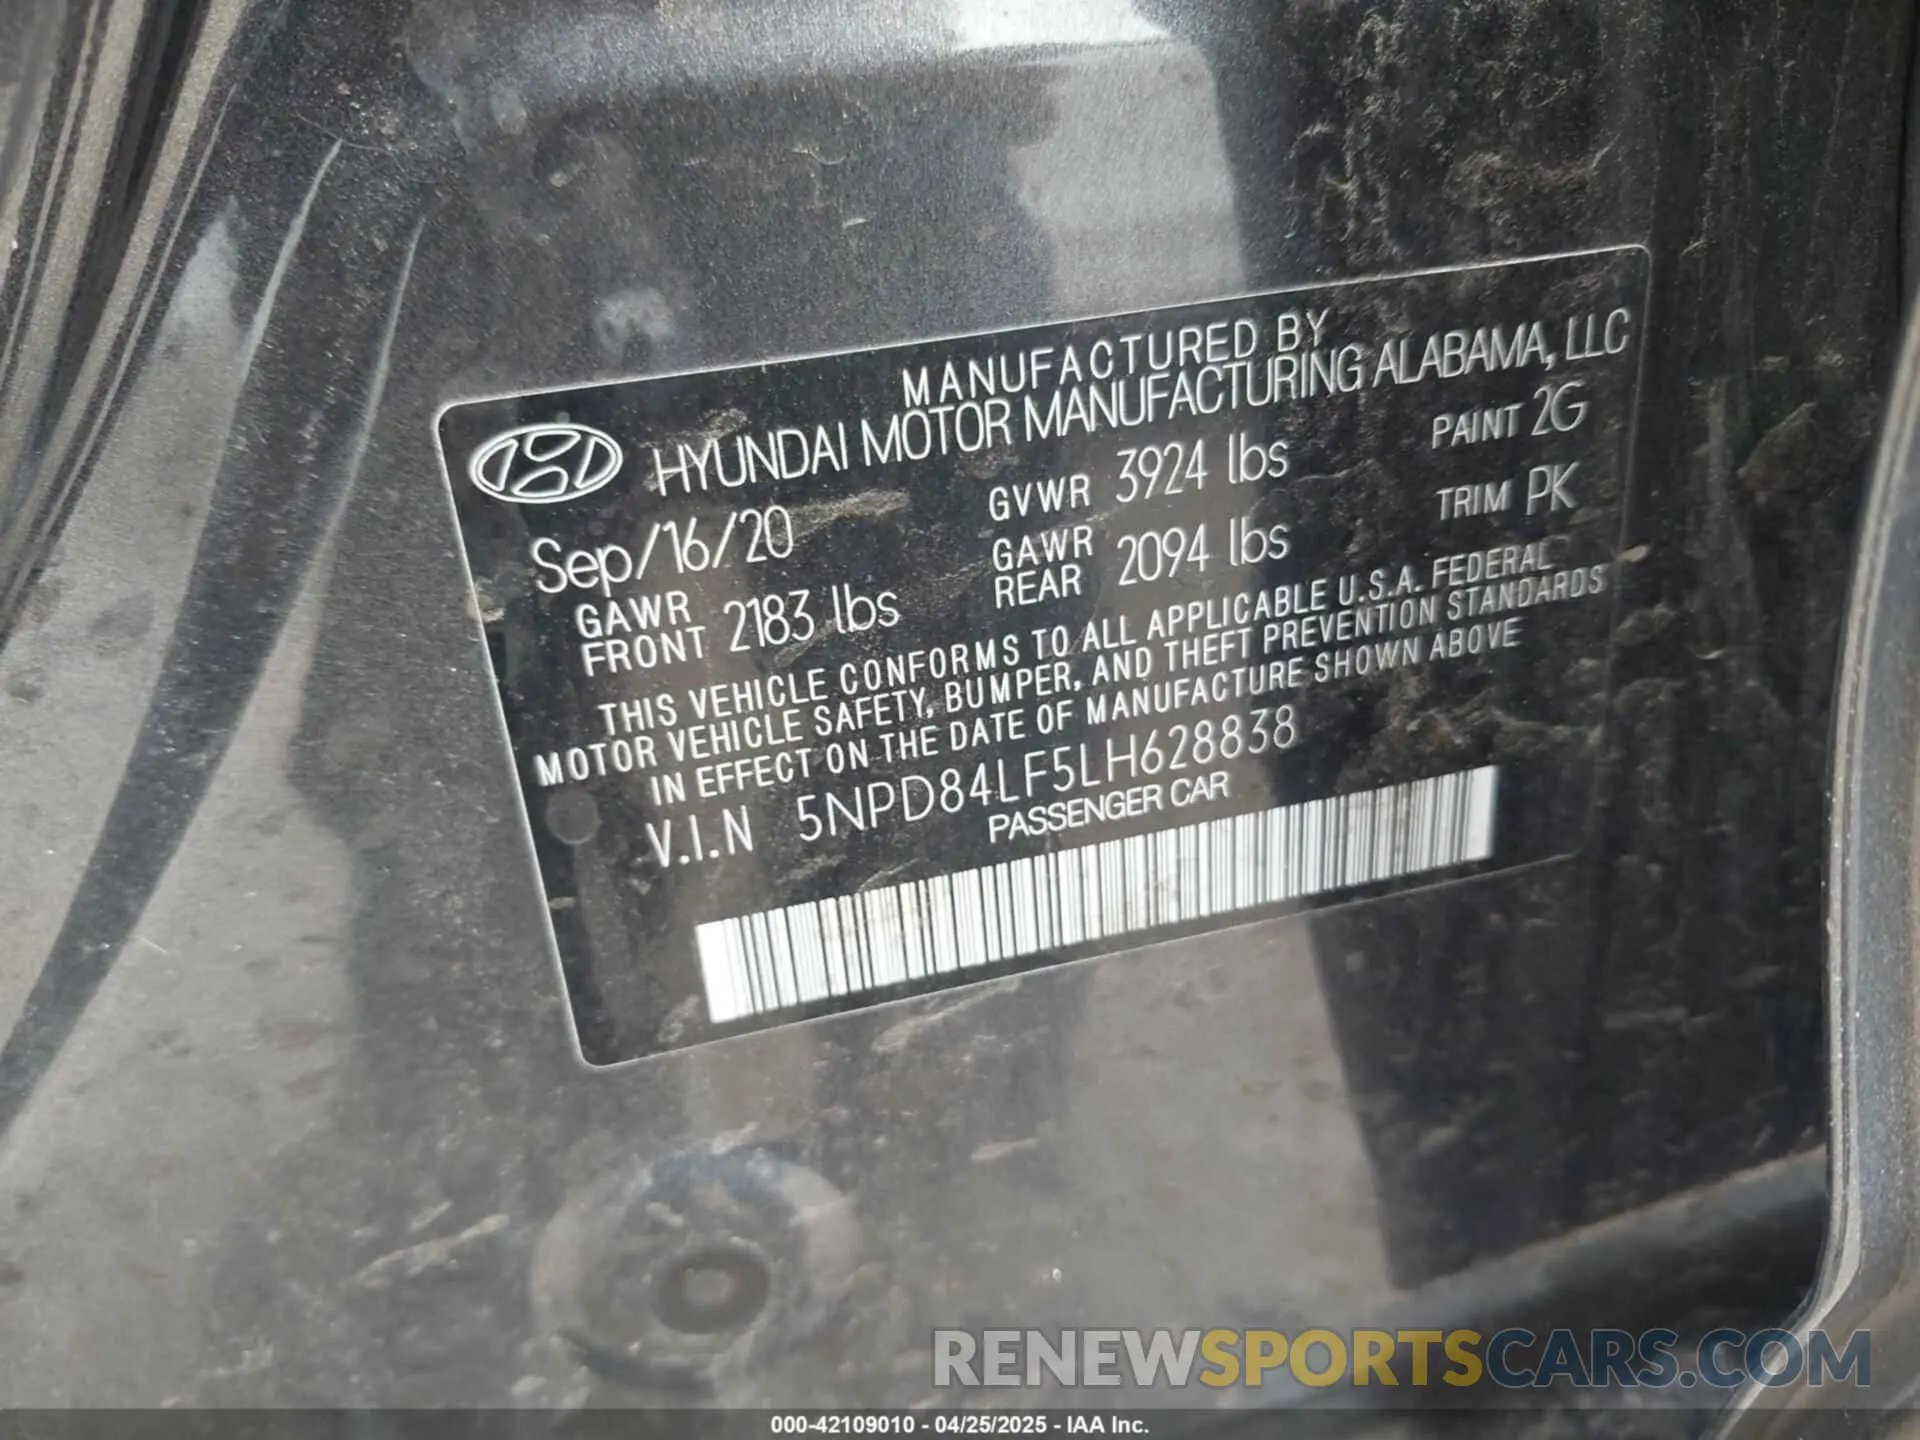 MANUFACTURED BY
HYUNDAI MOTOR MANUFACTURING ALABAMA, LLC
Sep/16/20 GVWR 3924 lbs PAINT 2G
GAWR FRONT 2183 lbs GAWR REAR 2094 lbs TRIM PK
THIS VEHICLE CONFORMS TO ALL APPLICABLE U.S.A. FEDERAL
MOTOR VEHICLE SAFETY, BUMPER, AND THEFT PREVENTION STANDARDS
IN EFFECT ON THE DATE OF MANUFACTURE SHOWN ABOVE
V.I.N 5NPD84LF5LH628838
PASSENGER CAR
RENEWSPORTSCARS.COM
000-42109010 - 04/25/2025 - IAA Inc.